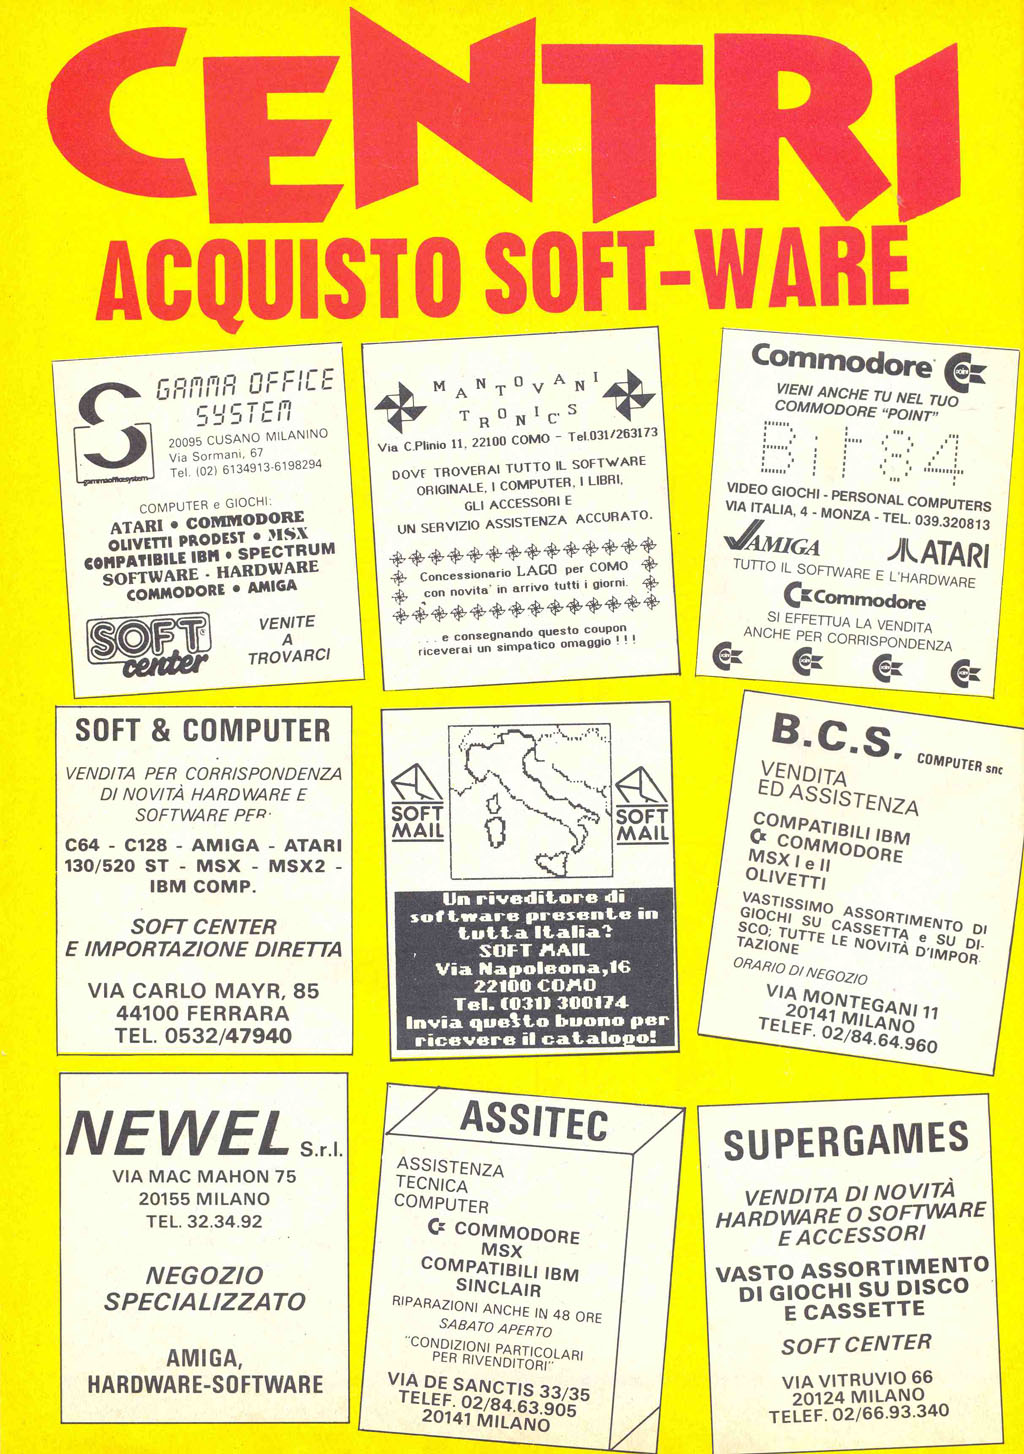 CENTRI
ACQUISTO SOFT-WARE
GAMMA OFFICE
SYSTEM
20095 CUSANO MILANINO
Via Sormani, 67
Tel. (02) 6134913-6198294
gammaofficesystem
COMPUTER e GIOCHI:
ATARI • COMMODORE
OLIVETTI PRODEST • MSX
COMPATIBILE IBM • SPECTRUM
SOFTWARE - HARDWARE
COMMODORE • AMIGA
SOFT
center
VENITE
A
TROVARCI
MANTOVANI
TRONIC'S
Via C.Plinio 11, 22100 COMO - Tel.031/263173
DOVE TROVERAI TUTTO IL SOFTWARE
ORIGINALE, I COMPUTER, I LIBRI,
GLI ACCESSORI E
UN SERVIZIO ASSISTENZA ACCURATO.
Concessionario LAGO per COMO
con novita' in arrivo tutti i giorni.
... e consegnando questo coupon
riceverai un simpatico omaggio !!!
Commodore point
VIENI ANCHE TU NEL TUO
COMMODORE "POINT"
Bit 84
VIDEO GIOCHI - PERSONAL COMPUTERS
VIA ITALIA, 4 - MONZA - TEL. 039.320813
AMIGA ATARI
TUTTO IL SOFTWARE E L'HARDWARE
Commodore
SI EFFETTUA LA VENDITA
ANCHE PER CORRISPONDENZA
point point point point
SOFT & COMPUTER
VENDITA PER CORRISPONDENZA
DI NOVITÀ HARDWARE E
SOFTWARE PER:
C64 - C128 - AMIGA - ATARI
130/520 ST - MSX - MSX2 -
IBM COMP.
SOFT CENTER
E IMPORTAZIONE DIRETTA
VIA CARLO MAYR, 85
44100 FERRARA
TEL. 0532/47940
SOFT
MAIL
SOFT
MAIL
Un rivenditore di
software presente in
tutta Italia?
SOFT MAIL
Via Napoleona,16
22100 COMO
Tel. (031) 300174
Invia questo buono per
ricevere il catalogo!
B.C.S. COMPUTER snc
VENDITA
ED ASSISTENZA
COMPATIBILI IBM
COMMODORE
MSX I e II
OLIVETTI
VASTISSIMO ASSORTIMENTO DI
GIOCHI SU CASSETTA e SU DI-
SCO; TUTTE LE NOVITÀ D'IMPOR-
TAZIONE
ORARIO DI NEGOZIO
VIA MONTEGANI 11
20141 MILANO
TELEF. 02/84.64.960
NEWEL S.r.l.
VIA MAC MAHON 75
20155 MILANO
TEL. 32.34.92
NEGOZIO
SPECIALIZZATO
AMIGA,
HARDWARE-SOFTWARE
ASSITEC
ASSISTENZA
TECNICA
COMPUTER
COMMODORE
MSX
COMPATIBILI IBM
SINCLAIR
RIPARAZIONI ANCHE IN 48 ORE
SABATO APERTO
"CONDIZIONI PARTICOLARI
PER RIVENDITORI"
VIA DE SANCTIS 33/35
TELEF. 02/84.63.905
20141 MILANO
SUPERGAMES
VENDITA DI NOVITÀ
HARDWARE O SOFTWARE
E ACCESSORI
VASTO ASSORTIMENTO
DI GIOCHI SU DISCO
E CASSETTE
SOFT CENTER
VIA VITRUVIO 66
20124 MILANO
TELEF. 02/66.93.340